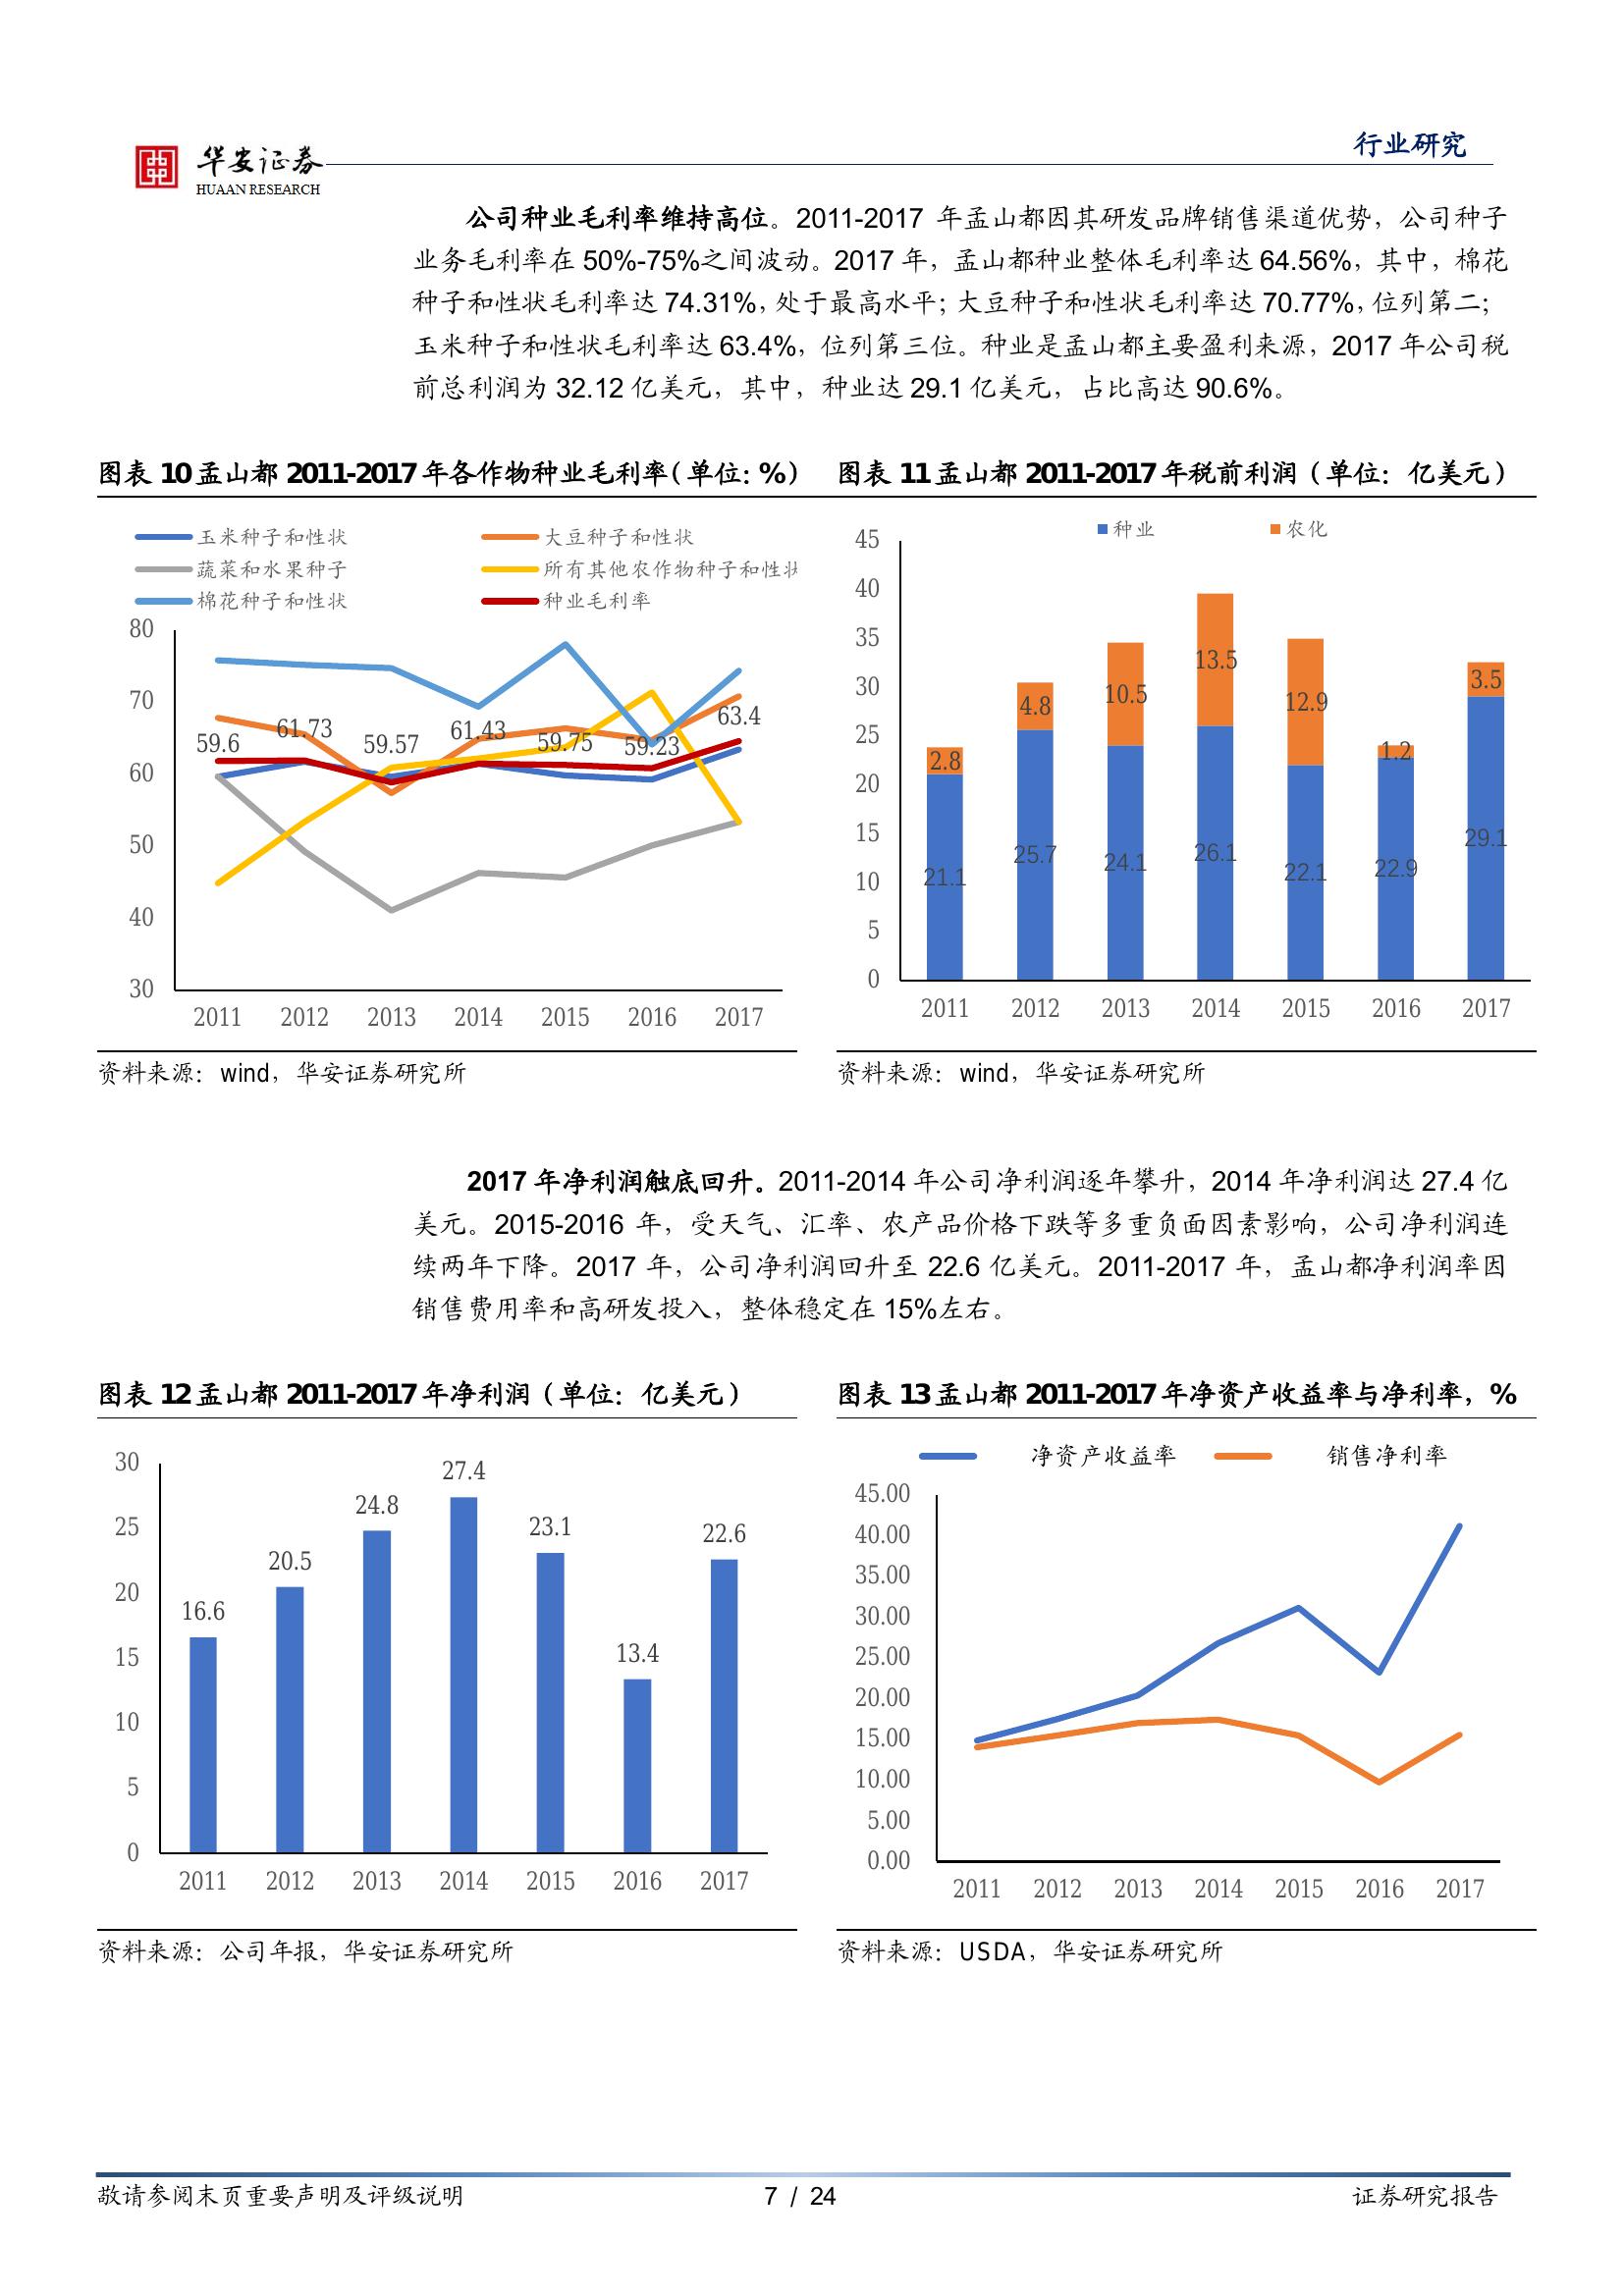 行业研究
华安证券
HUAAN RESEARCH
公司种业毛利率维持高位。2011-2017 年孟山都因其研发品牌销售渠道优势，公司种子
业务毛利率在 50%-75%之间波动。2017 年，孟山都种业整体毛利率达 64.56%，其中，棉花
种子和性状毛利率达 74.31%，处于最高水平；大豆种子和性状毛利率达 70.77%，位列第二；
玉米种子和性状毛利率达 63.4%，位列第三位。种业是孟山都主要盈利来源，2017 年公司税
前总利润为 32.12 亿美元，其中，种业达 29.1 亿美元，占比高达 90.6%。
图表 10 孟山都 2011-2017 年各作物种业毛利率（单位：%）
玉米种子和性状 大豆种子和性状
蔬菜和水果种子 所有其他农作物种子和性状
棉花种子和性状 种业毛利率
80
70
60
50
40
30
59.6 61.73 59.57 61.43 59.75 59.23 63.4
2011 2012 2013 2014 2015 2016 2017
资料来源：wind，华安证券研究所
图表 11 孟山都 2011-2017 年税前利润（单位：亿美元）
种业 农化
45
40
35
30
25
20
15
10
5
0
2.8 4.8 10.5 13.5 12.9 1.2 3.5
21.1 25.7 24.1 26.1 22.1 22.9 29.1
2011 2012 2013 2014 2015 2016 2017
资料来源：wind，华安证券研究所
2017 年净利润触底回升。2011-2014 年公司净利润逐年攀升，2014 年净利润达 27.4 亿
美元。2015-2016 年，受天气、汇率、农产品价格下跌等多重负面因素影响，公司净利润连
续两年下降。2017 年，公司净利润回升至 22.6 亿美元。2011-2017 年，孟山都净利润率因
销售费用率和高研发投入，整体稳定在 15%左右。
图表 12 孟山都 2011-2017 年净利润（单位：亿美元）
30
25
20
15
10
5
0
16.6 20.5 24.8 27.4 23.1 13.4 22.6
2011 2012 2013 2014 2015 2016 2017
资料来源：公司年报，华安证券研究所
图表 13 孟山都 2011-2017 年净资产收益率与净利率，%
净资产收益率 销售净利率
45.00
40.00
35.00
30.00
25.00
20.00
15.00
10.00
5.00
0.00
2011 2012 2013 2014 2015 2016 2017
资料来源：USDA，华安证券研究所
敬请参阅末页重要声明及评级说明 7 / 24 证券研究报告